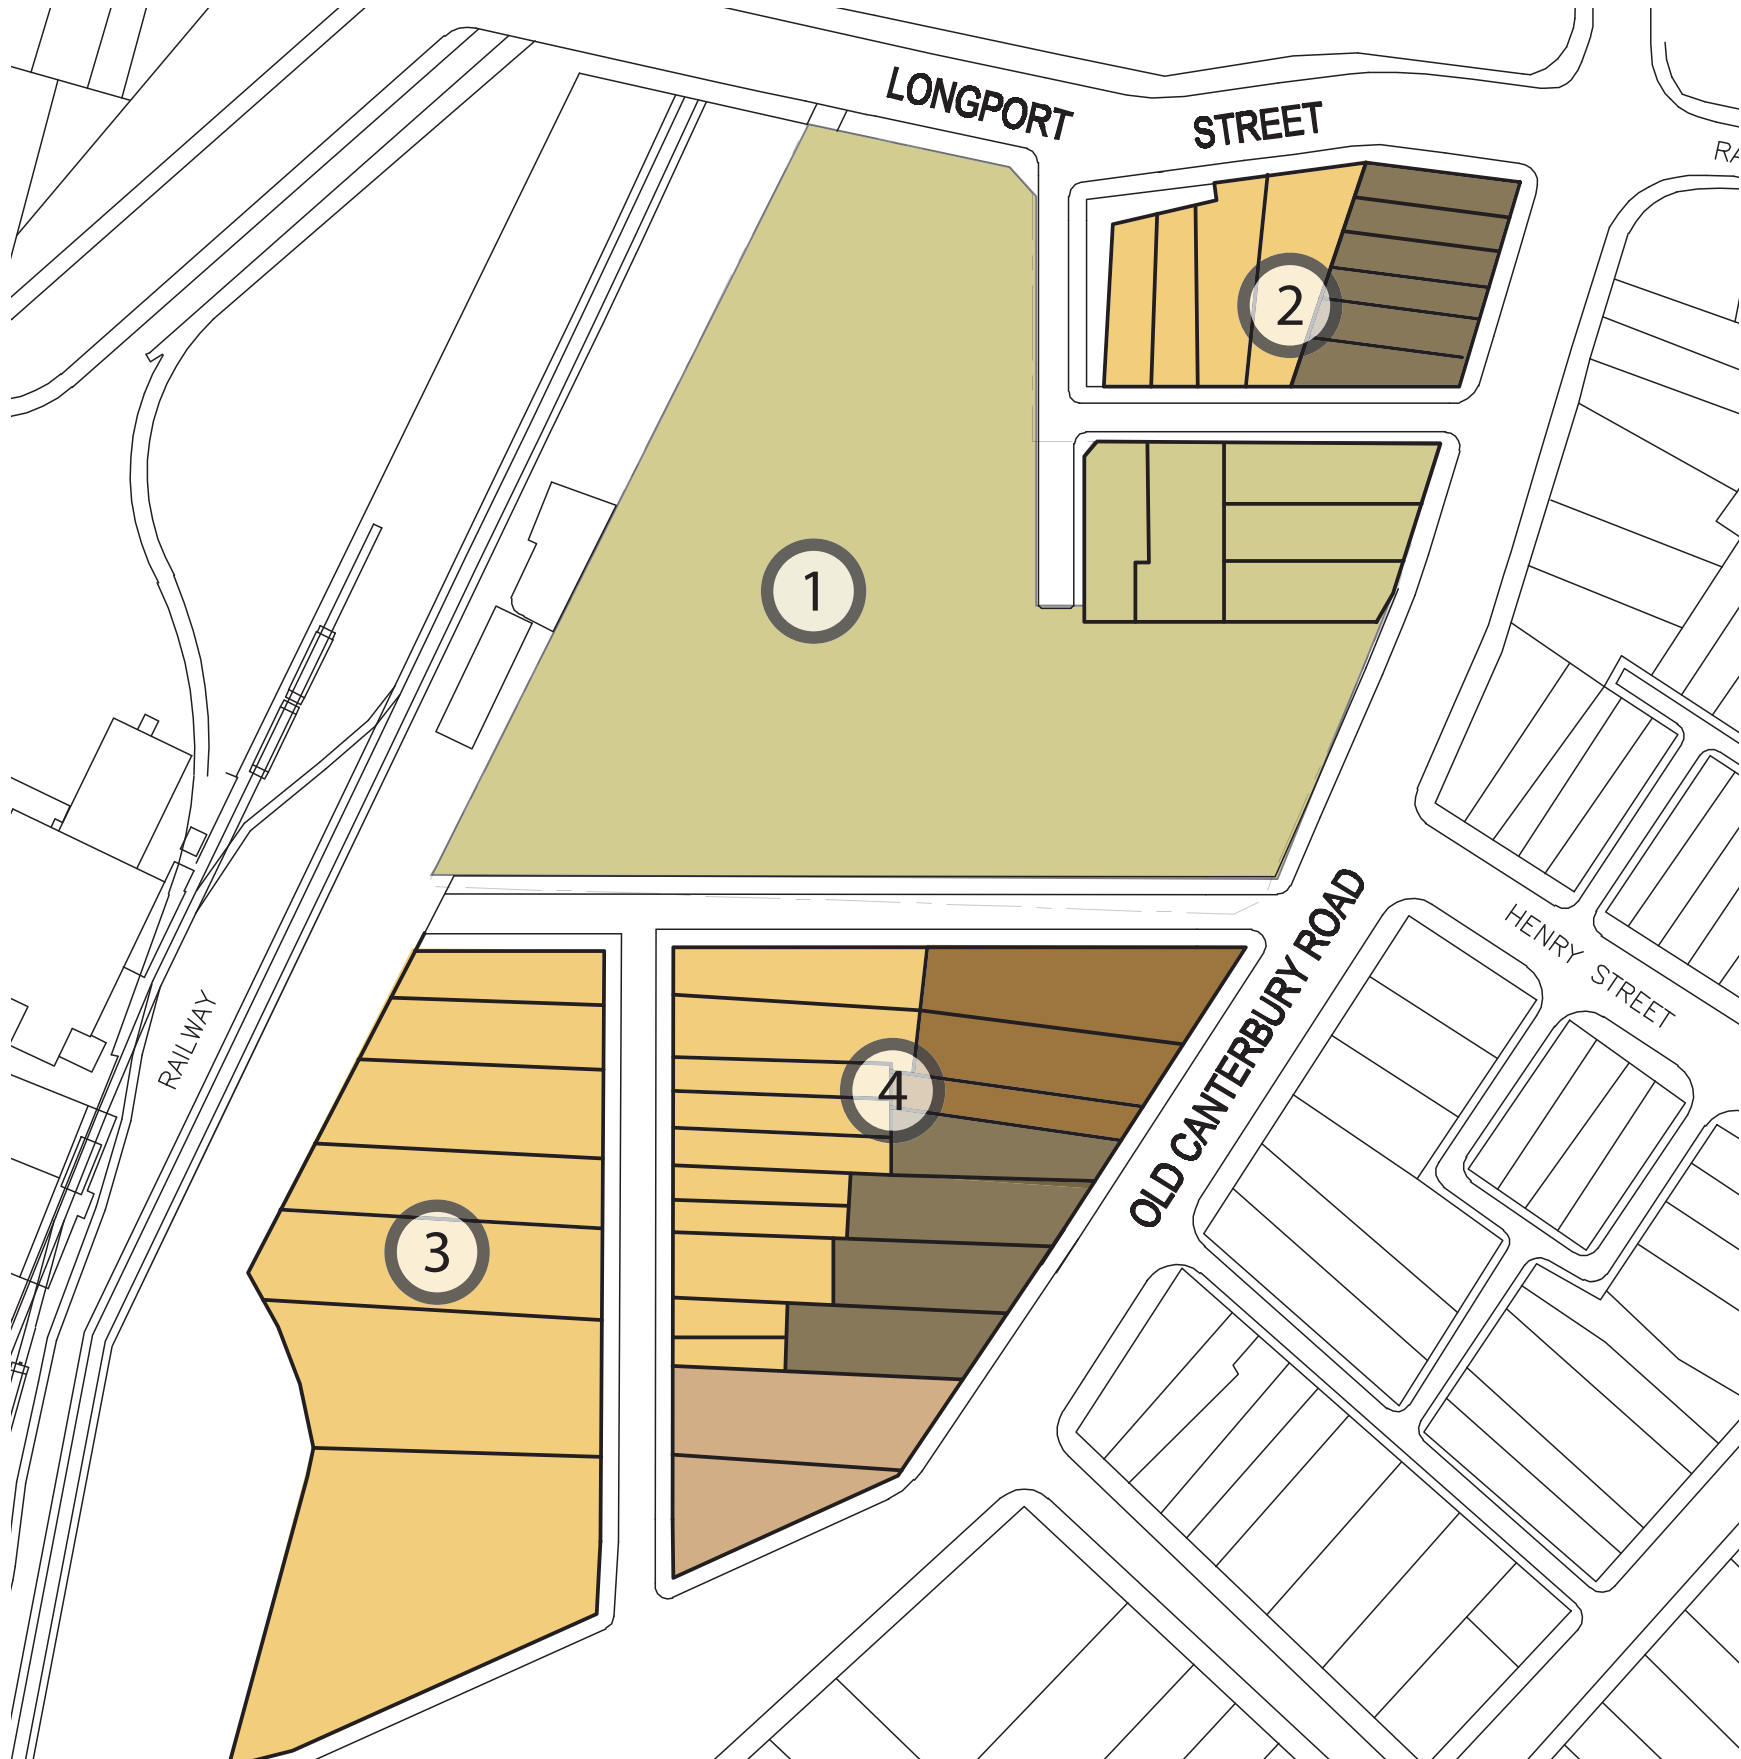 LONGPORT STREET
RA
2
1
OLD CANTERBURY ROAD
HENRY STREET
RAILWAY
4
3